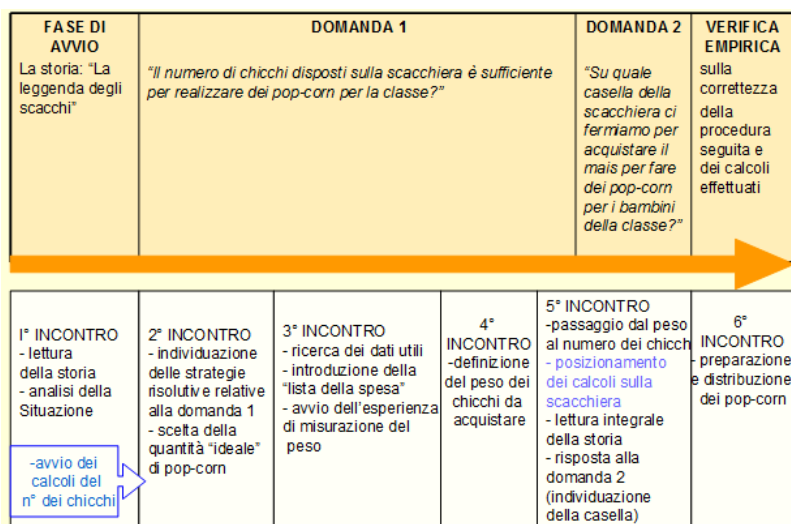 FASE DI
AVVIO
La storia: “La
leggenda degli
scacchi”
DOMANDA 1
“Il numero di chicchi disposti sulla scacchiera è sufficiente
per realizzare dei pop-corn per la classe?”
DOMANDA 2
“Su quale
casella della
scacchiera ci
fermiamo per
acquistare il
mais per fare
dei pop-corn
per i bambini
della classe?”
VERIFICA
EMPIRICA
sulla
correttezza
della
procedura
seguita e
dei calcoli
effettuati
I° INCONTRO
- lettura
della storia
- analisi della
Situazione
-avvio dei
calcoli del
n° dei chicchi
2° INCONTRO
- individuazione
delle strategie
risolutive relative
alla domanda 1
- scelta della
quantità “ideale”
di pop-corn
3° INCONTRO
- ricerca dei dati utili
- introduzione della
“lista della spesa”
- avvio dell’esperienza
di misurazione del
peso
4°
INCONTRO
-definizione
del peso dei
chicchi da
acquistare
5° INCONTRO
-passaggio dal peso
al numero dei chicch
- posizionamento
dei calcoli sulla
scacchiera
- lettura integrale
della storia
- risposta alla
domanda 2
(individuazione
della casella)
6°
INCONTRO
- preparazione
e distribuzione
dei pop-corn